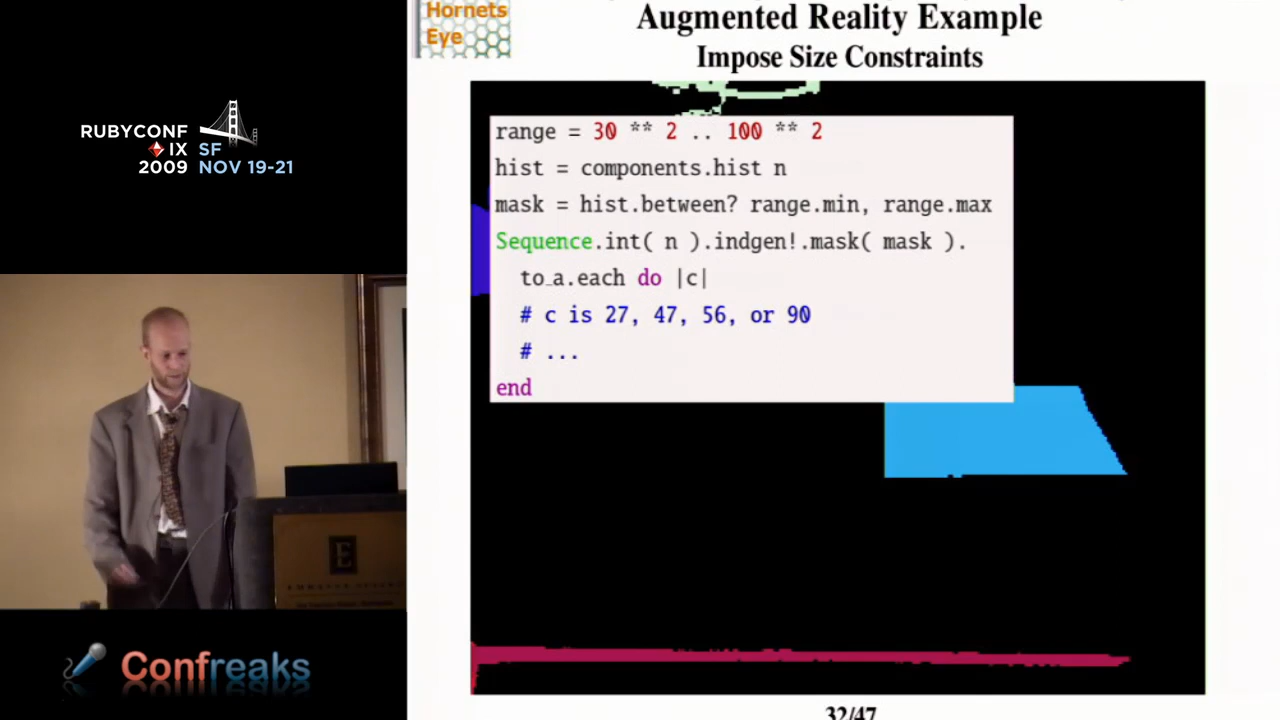 RUBYCONF
IX SF
2009 NOV 19-21
Confreaks
Hornets
Eye
Augmented Reality Example
Impose Size Constraints
range = 30 ** 2 .. 100 ** 2
hist = components.hist n
mask = hist.between? range.min, range.max
Sequence.int( n ).indgen!.mask( mask ).
to_a.each do |c|
# c is 27, 47, 56, or 90
# ...
end
32/47